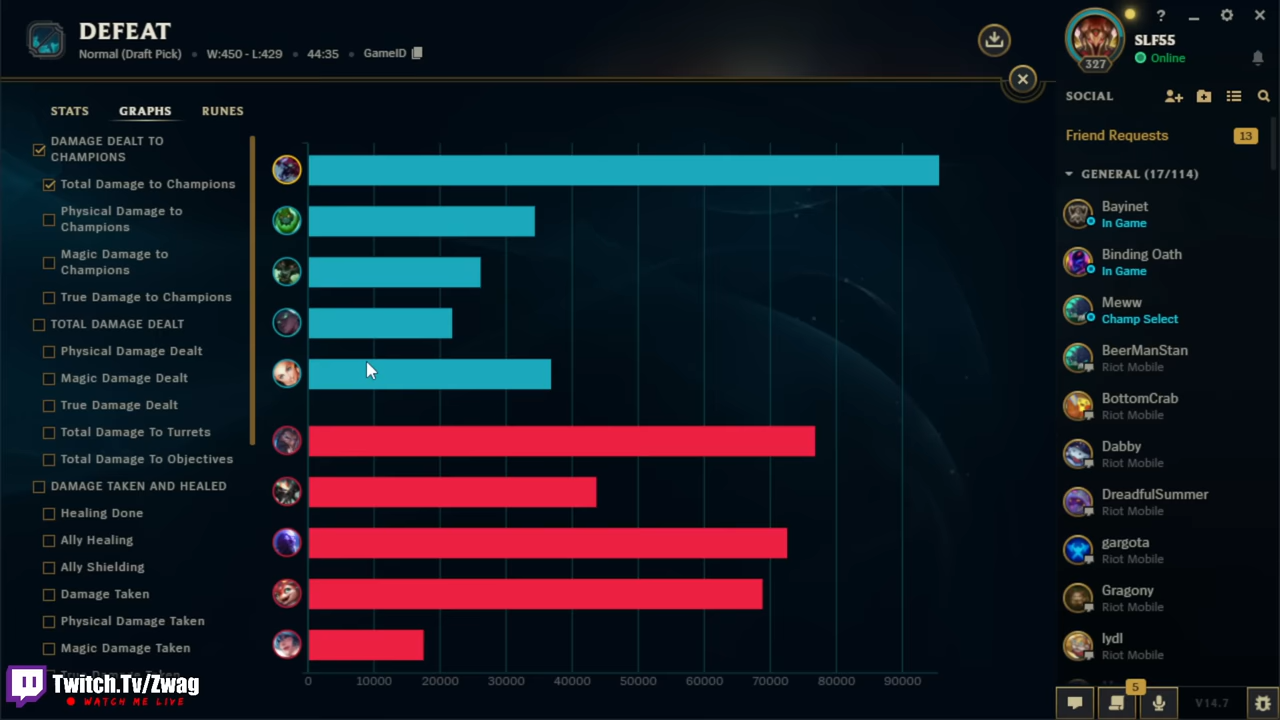 DEFEAT
Normal (Draft Pick) • W:450 - L:429 • 44:35 • GameID
?
327
SLF55
Online
STATS GRAPHS RUNES
DAMAGE DEALT TO
CHAMPIONS
Total Damage to Champions
Physical Damage to
Champions
Magic Damage to
Champions
True Damage to Champions
TOTAL DAMAGE DEALT
Physical Damage Dealt
Magic Damage Dealt
True Damage Dealt
Total Damage To Turrets
Total Damage To Objectives
DAMAGE TAKEN AND HEALED
Healing Done
Ally Healing
Ally Shielding
Damage Taken
Physical Damage Taken
Magic Damage Taken
True Damage Taken
0 10000 20000 30000 40000 50000 60000 70000 80000 90000
Twitch.Tv/Zwag
WATCH ME LIVE
SOCIAL
Friend Requests 13
GENERAL (17/114)
Bayinet
In Game
Binding Oath
In Game
Meww
Champ Select
BeerManStan
Riot Mobile
BottomCrab
Riot Mobile
Dabby
Riot Mobile
DreadfulSummer
Riot Mobile
gargota
Riot Mobile
Gragony
Riot Mobile
lydl
Riot Mobile
5
V14.7